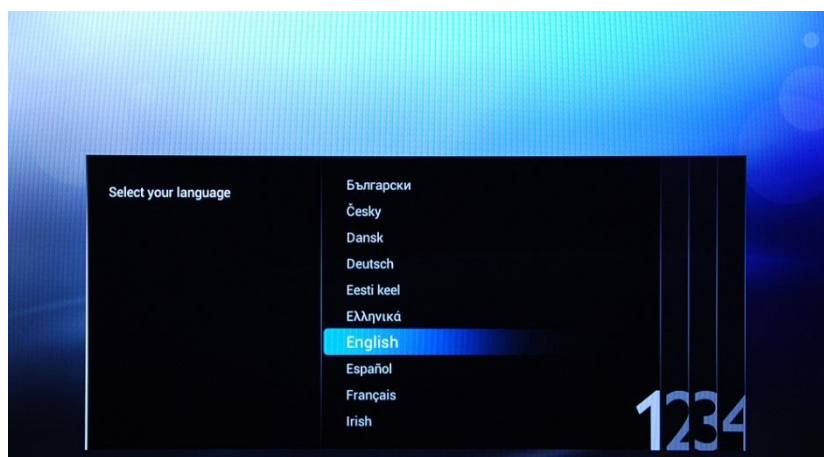 Select your language
Български
Česky
Dansk
Deutsch
Eesti keel
Ελληνικά
English
Español
Français
Irish
1234